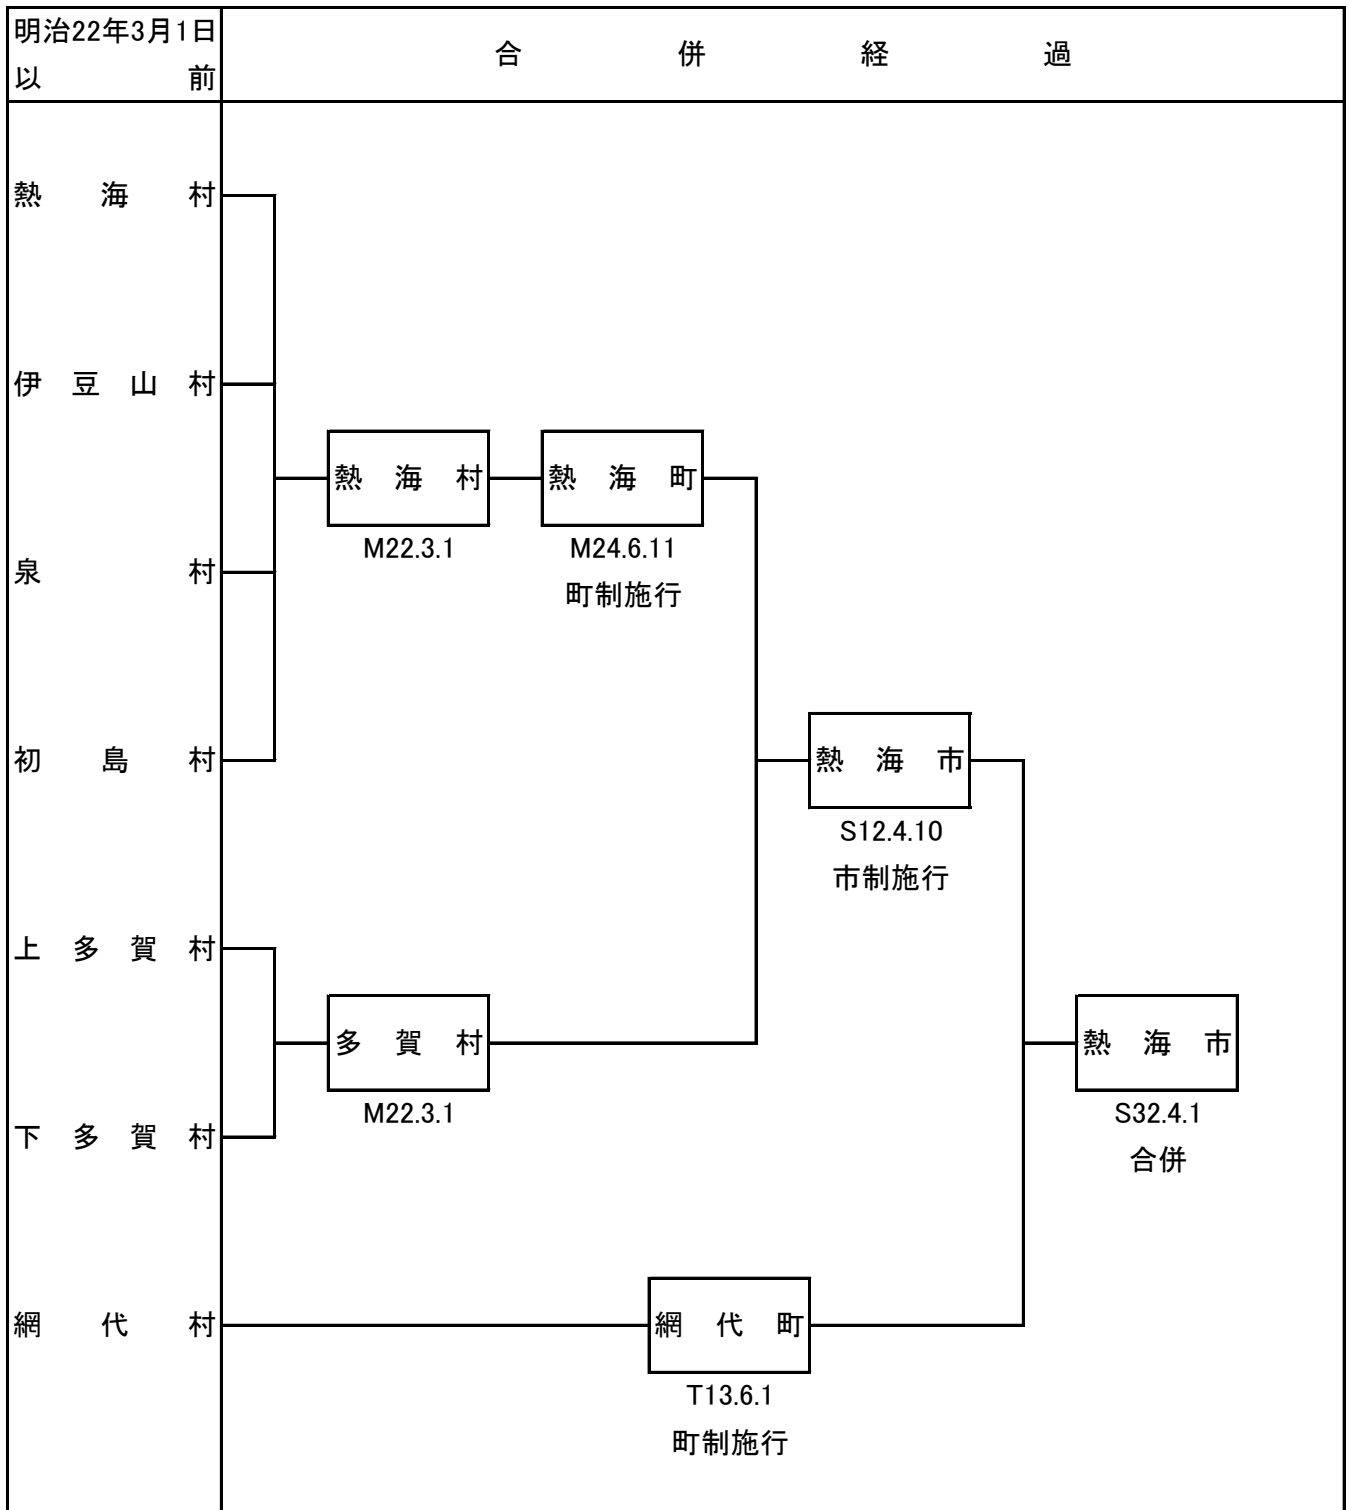 明治22年3月1日
以前
合併経過
熱海村
伊豆山村
熱海村
熱海町
M22.3.1
M24.6.11
泉村
町制施行
初島村
熱海市
S12.4.10
市制施行
上多賀村
多賀村
熱海市
M22.3.1
S32.4.1
下多賀村
合併
網代村
網代町
T13.6.1
町制施行